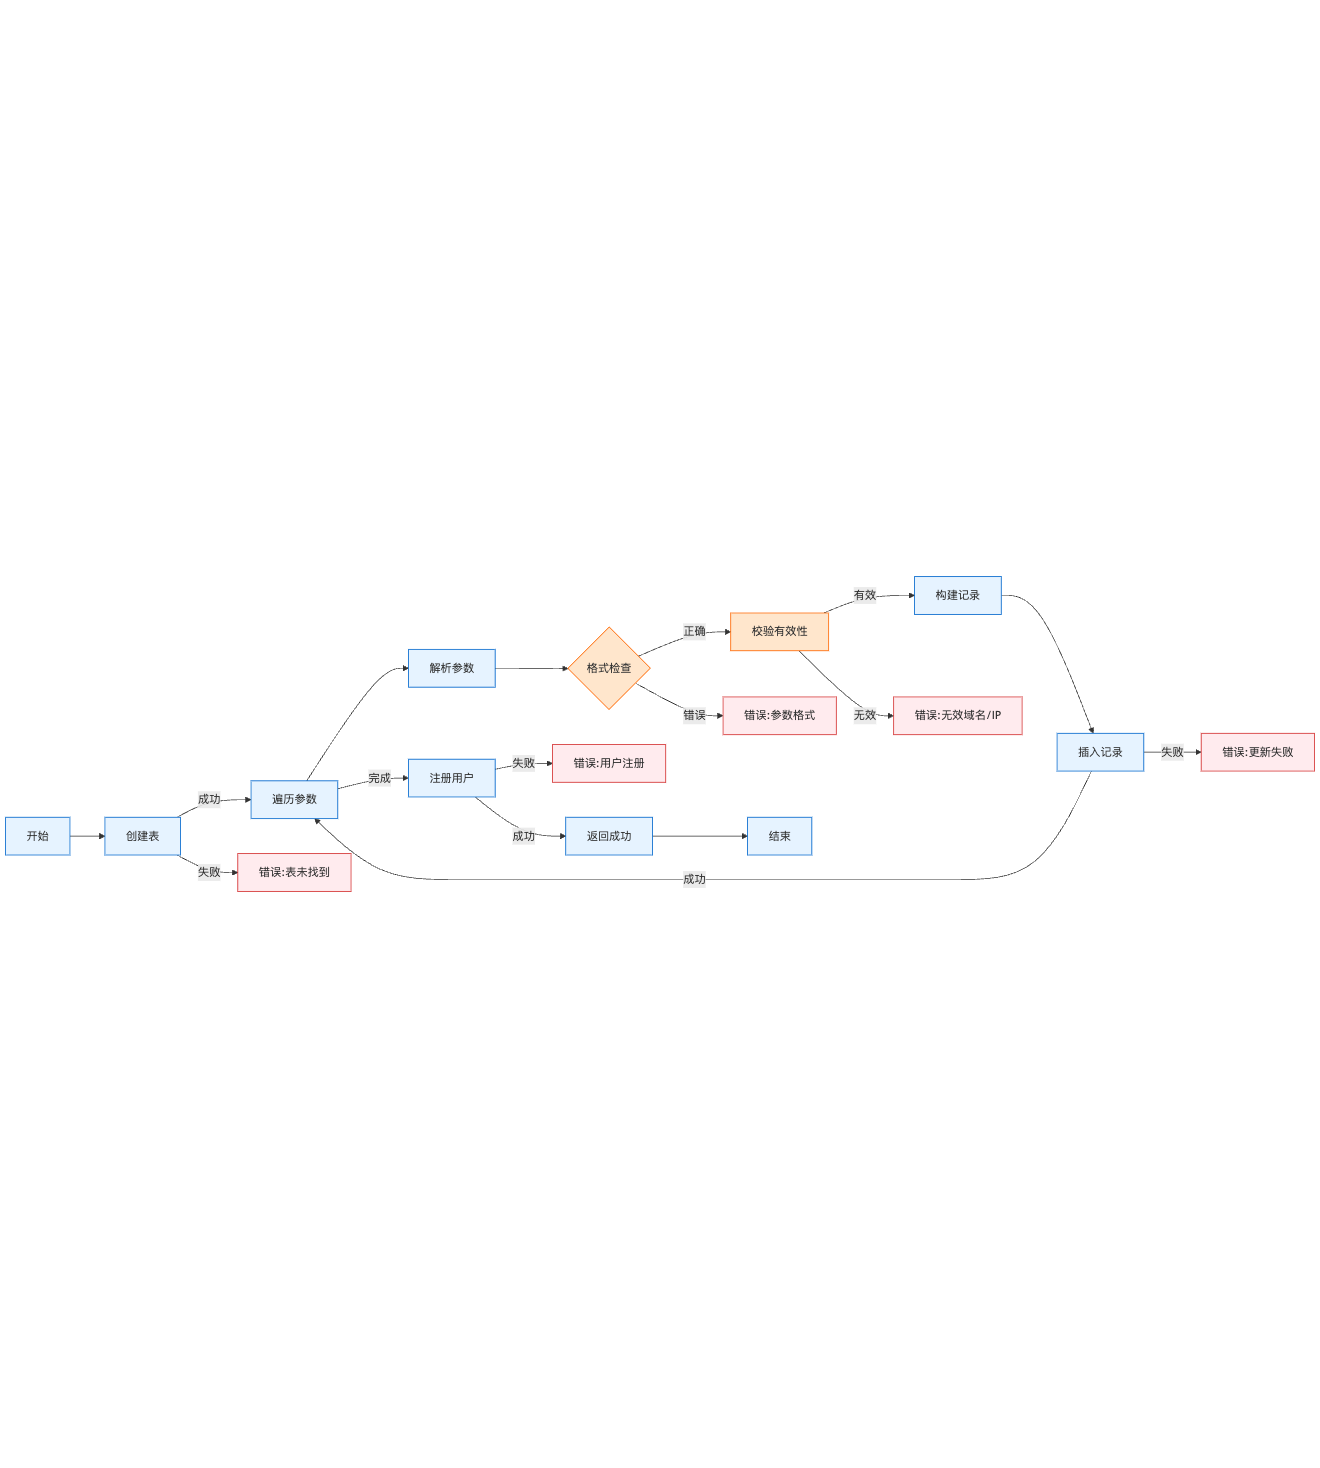 开始
创建表
成功
失败
遍历参数
错误:表未找到
完成
解析参数
注册用户
失败
成功
错误:用户注册
返回成功
结束
格式检查
正确
错误
校验有效性
错误:参数格式
有效
无效
构建记录
错误:无效域名/IP
插入记录
失败
错误:更新失败
成功